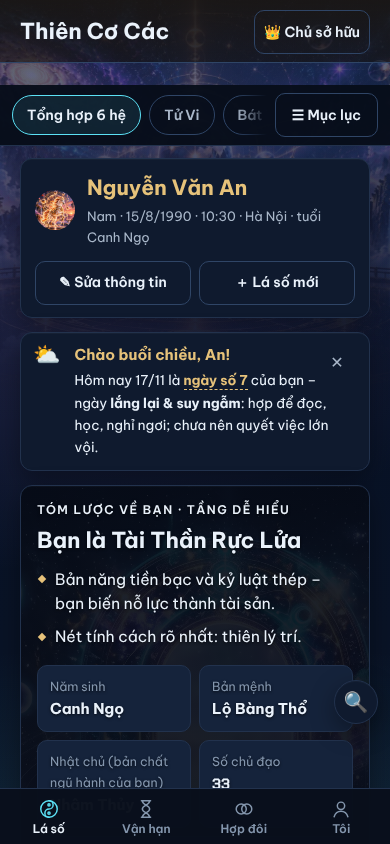 Thiên Cơ Các
👑 Chủ sở hữu
Tổng hợp 6 hệ
Tử Vi
Bát
☰ Mục lục
Nguyễn Văn An
Nam · 15/8/1990 · 10:30 · Hà Nội · tuổi
Canh Ngọ
✎ Sửa thông tin
+ Lá số mới
Chào buổi chiều, An!
Hôm nay 17/11 là ngày số 7 của bạn –
ngày lắng lại & suy ngẫm: hợp để đọc,
học, nghỉ ngơi; chưa nên quyết việc lớn
vội.
TÓM LƯỢC VỀ BẠN · TẦNG DỄ HIỂU
Bạn là Tài Thần Rực Lửa
Bản năng tiền bạc và kỷ luật thép –
bạn biến nỗ lực thành tài sản.
Nét tính cách rõ nhất: thiên lý trí.
Năm sinh
Canh Ngọ
Bản mệnh
Lộ Bàng Thổ
Nhật chủ (bản chất
ngũ hành của bạn)
Số chủ đạo
33
Lá số
Vận hạn
Hợp đôi
Tôi